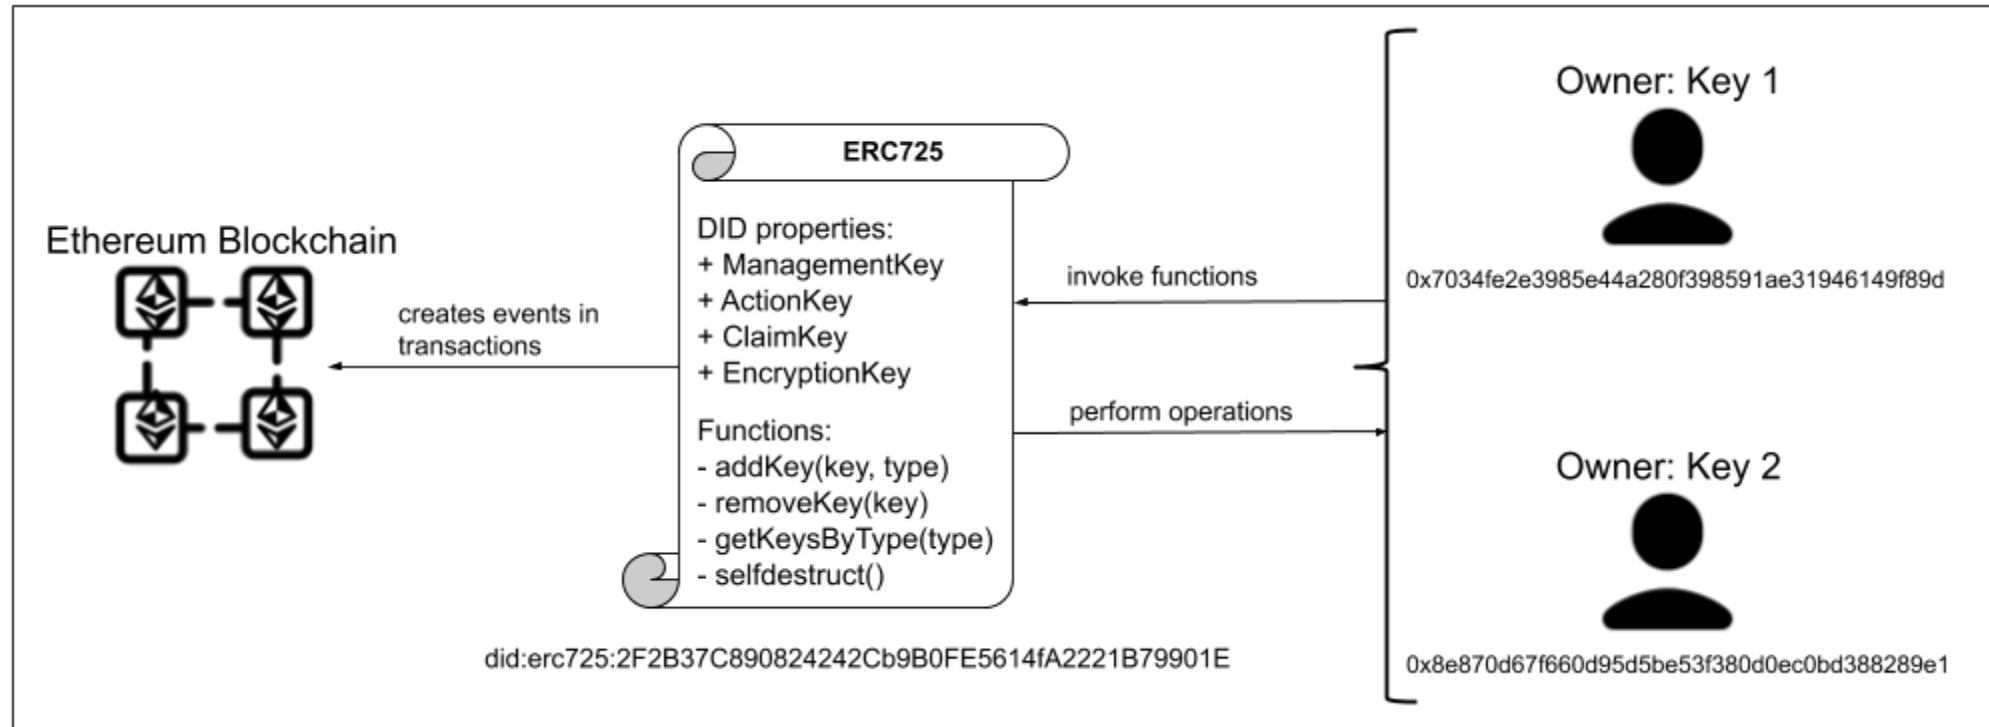 Ethereum Blockchain
creates events in
transactions
ERC725
DID properties:
+ ManagementKey
+ ActionKey
+ ClaimKey
+ EncryptionKey
Functions:
- addKey(key, type)
- removeKey(key)
- getKeysByType(type)
- selfdestruct()
did:erc725:2F2B37C890824242Cb9B0FE5614fA2221B79901E
invoke functions
perform operations
Owner: Key 1
0x7034fe2e3985e44a280f398591ae31946149f89d
Owner: Key 2
0x8e870d67f660d95d5be53f380d0ec0bd388289e1